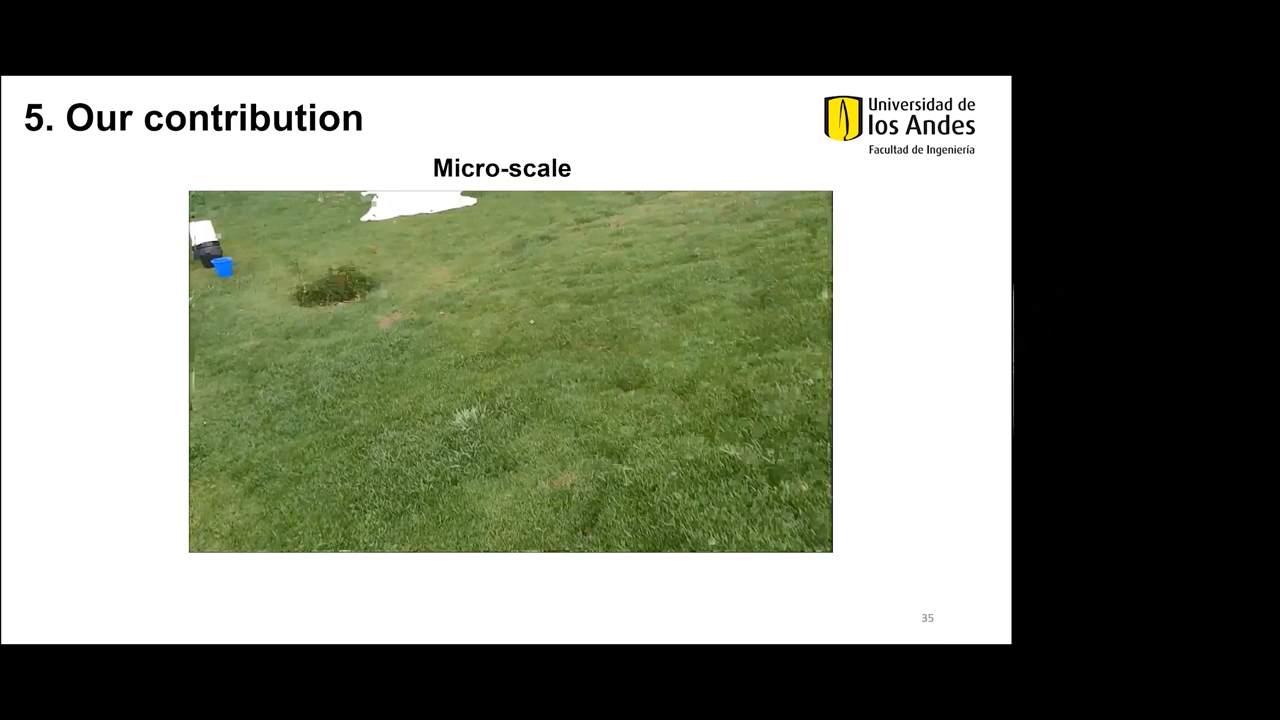 5. Our contribution
Universidad de
los Andes
Facultad de Ingeniería
Micro-scale
35